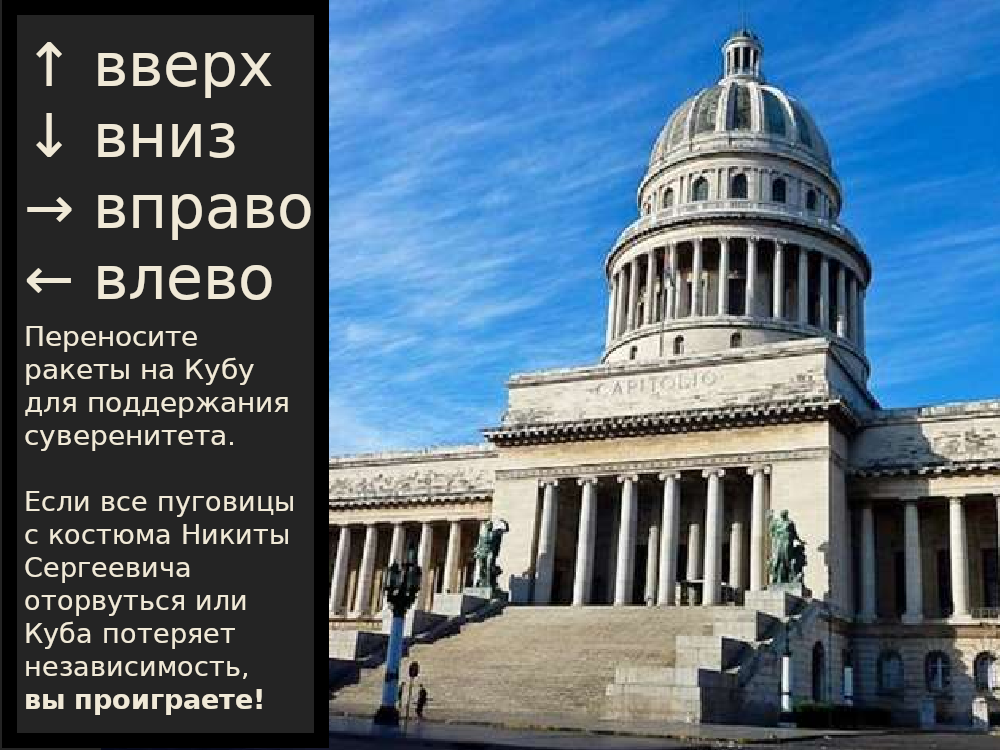 ↑ вверх
↓ вниз
→ вправо
← влево
Переносите
ракеты на Кубу
для поддержания
суверенитета.
Если все пуговицы
с костюма Никиты
Сергеевича
оторвуться или
Куба потеряет
независимость,
вы проиграете!
CAPITOLIO